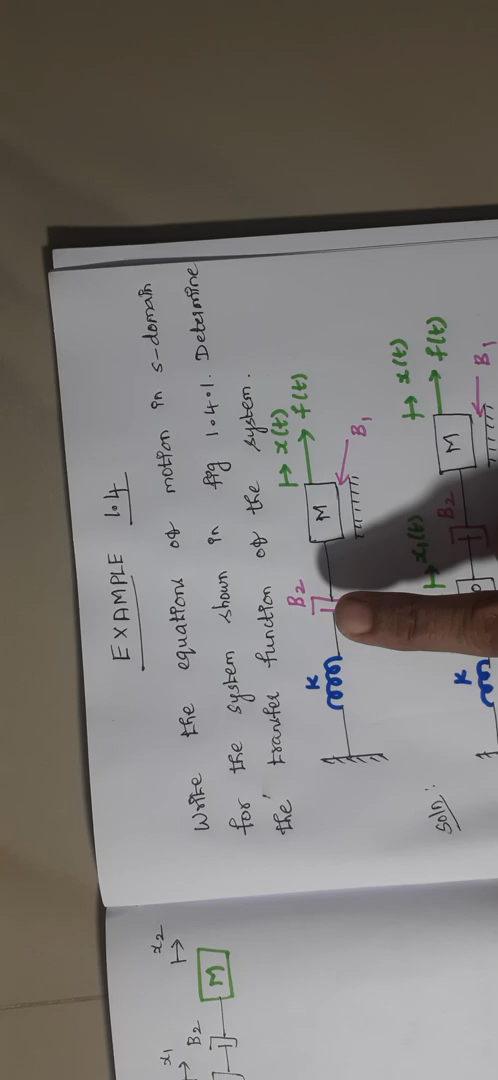 EXAMPLE 1.4
Write the equations of motion in s-domain
for the system shown in fig 1.4.1. Determine
the transfer function of the system.
x(t)
f(t)
B2
K
M
B1
Soln:
x1(t)
x(t)
f(t)
K
B2
M
B1
x1
x2
B2
M